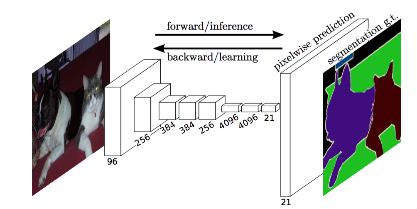 forward/inference
backward/learning
pixelwise prediction
segmentation g.t.
96
256
384
384
256
4096
4096
21
21